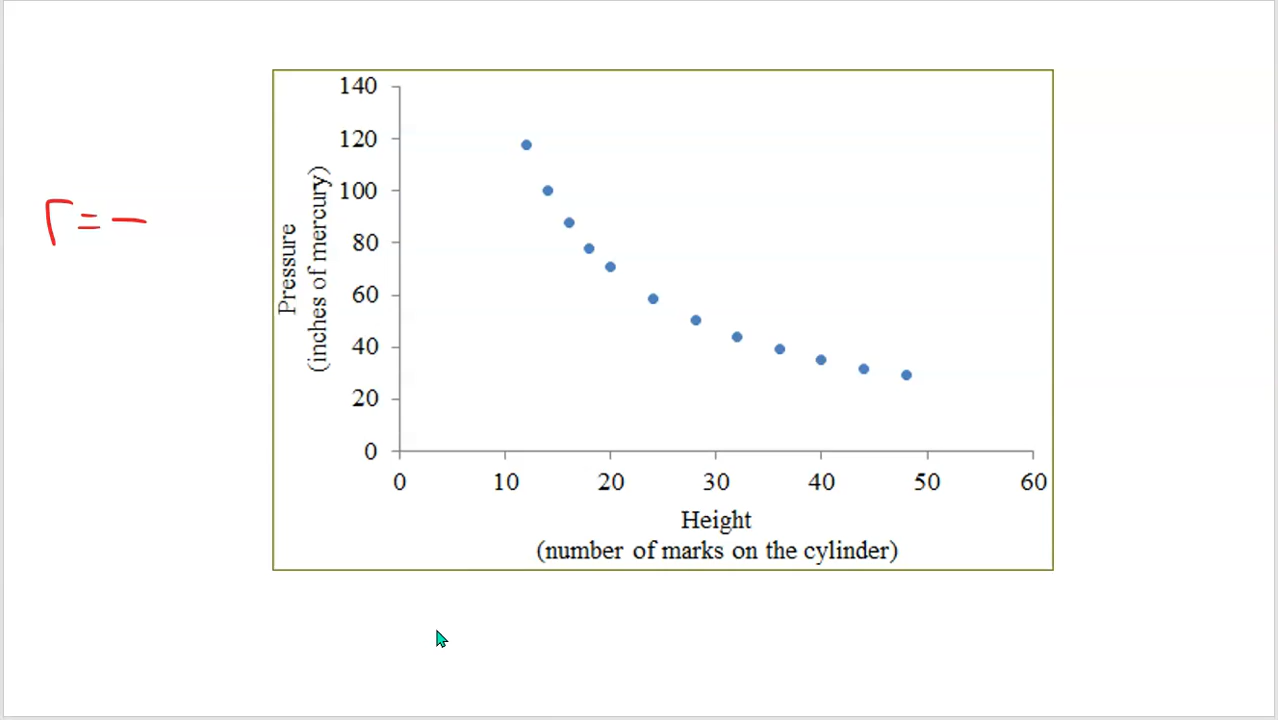 140
120
100
80
60
40
20
0
Pressure
(inches of mercury)
r = −
0 10 20 30 40 50 60
Height
(number of marks on the cylinder)